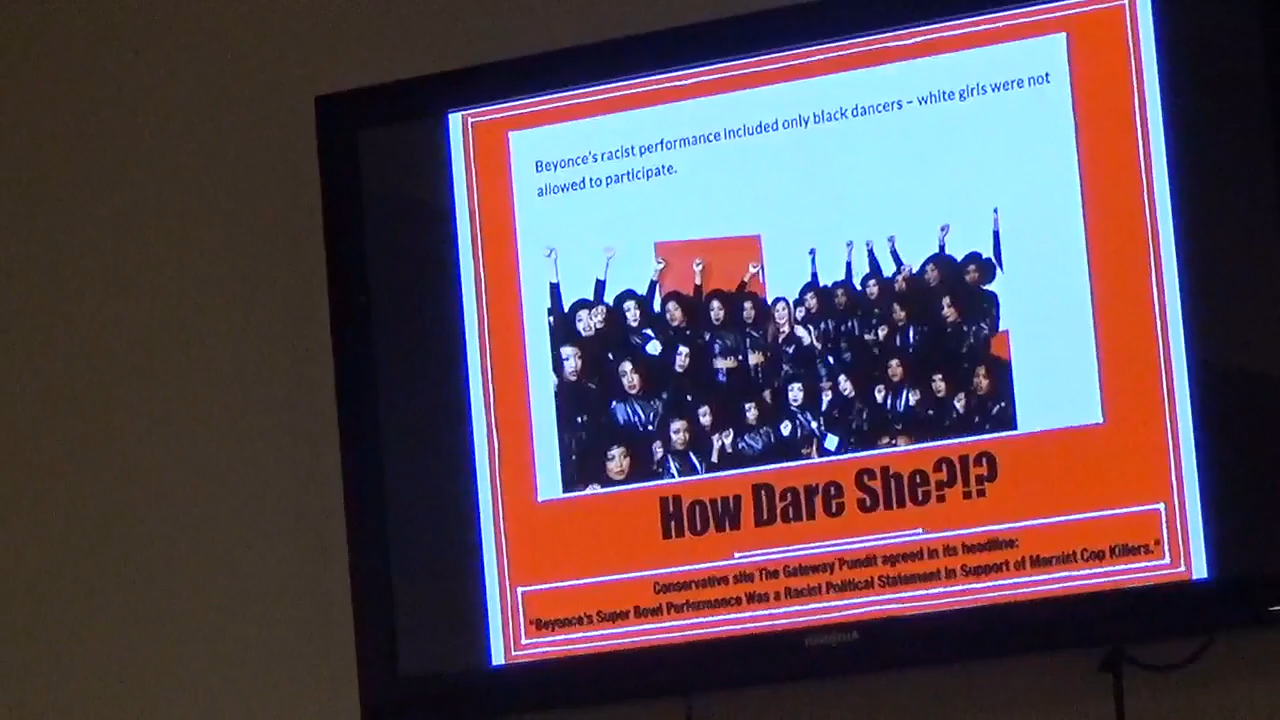 Beyonce's racist performance included only black dancers – white girls were not
allowed to participate.
How Dare She?!?
Conservative site The Gateway Pundit agreed in its headline:
"Beyonce's Super Bowl Performance Was a Racist Political Statement in Support of Marxist Cop Killers."